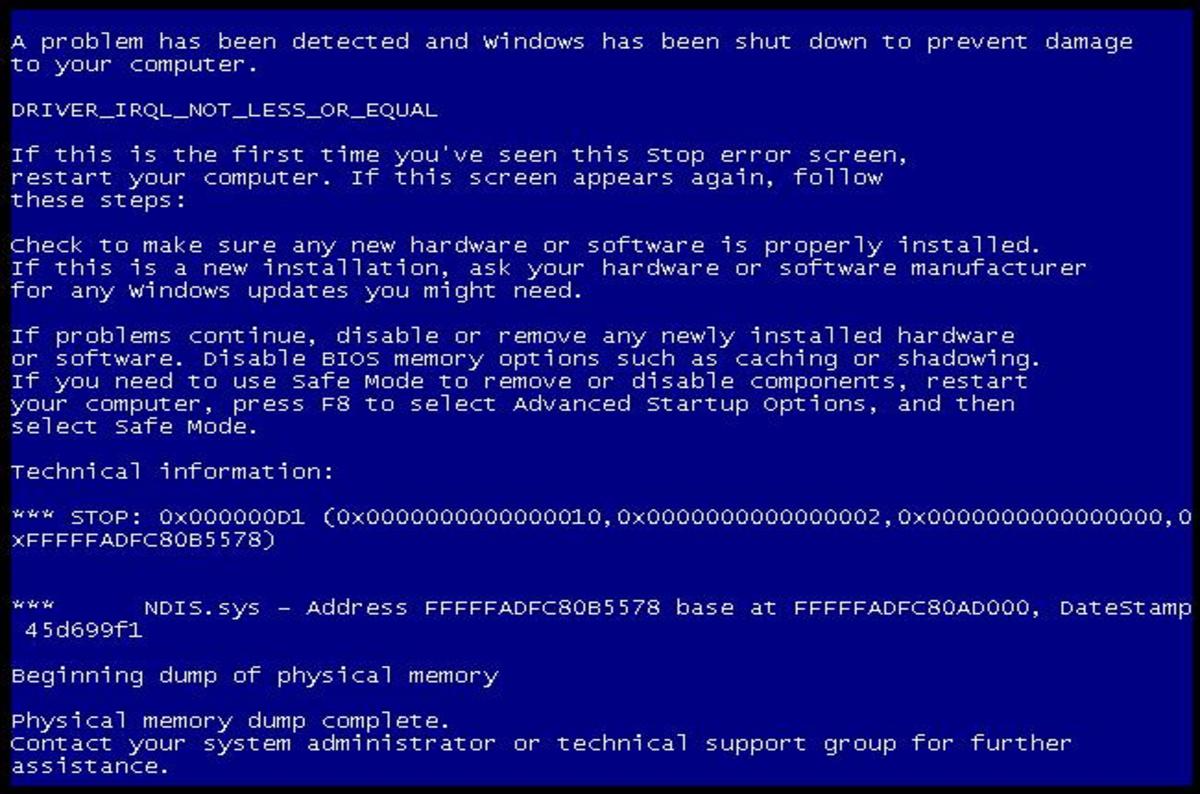 A problem has been detected and Windows has been shut down to prevent damage
to your computer.
DRIVER_IRQL_NOT_LESS_OR_EQUAL
If this is the first time you've seen this Stop error screen,
restart your computer. If this screen appears again, follow
these steps:
Check to make sure any new hardware or software is properly installed.
If this is a new installation, ask your hardware or software manufacturer
for any Windows updates you might need.
If problems continue, disable or remove any newly installed hardware
or software. Disable BIOS memory options such as caching or shadowing.
If you need to use Safe Mode to remove or disable components, restart
your computer, press F8 to select Advanced Startup Options, and then
select Safe Mode.
Technical information:
*** STOP: 0x000000D1 (0x0000000000000010,0x0000000000000002,0x0000000000000000,0
xFFFFFADFC80B5578)
***      NDIS.sys - Address FFFFFADFC80B5578 base at FFFFFADFC80AD000, DateStamp
 45d699f1
Beginning dump of physical memory
Physical memory dump complete.
Contact your system administrator or technical support group for further
assistance.